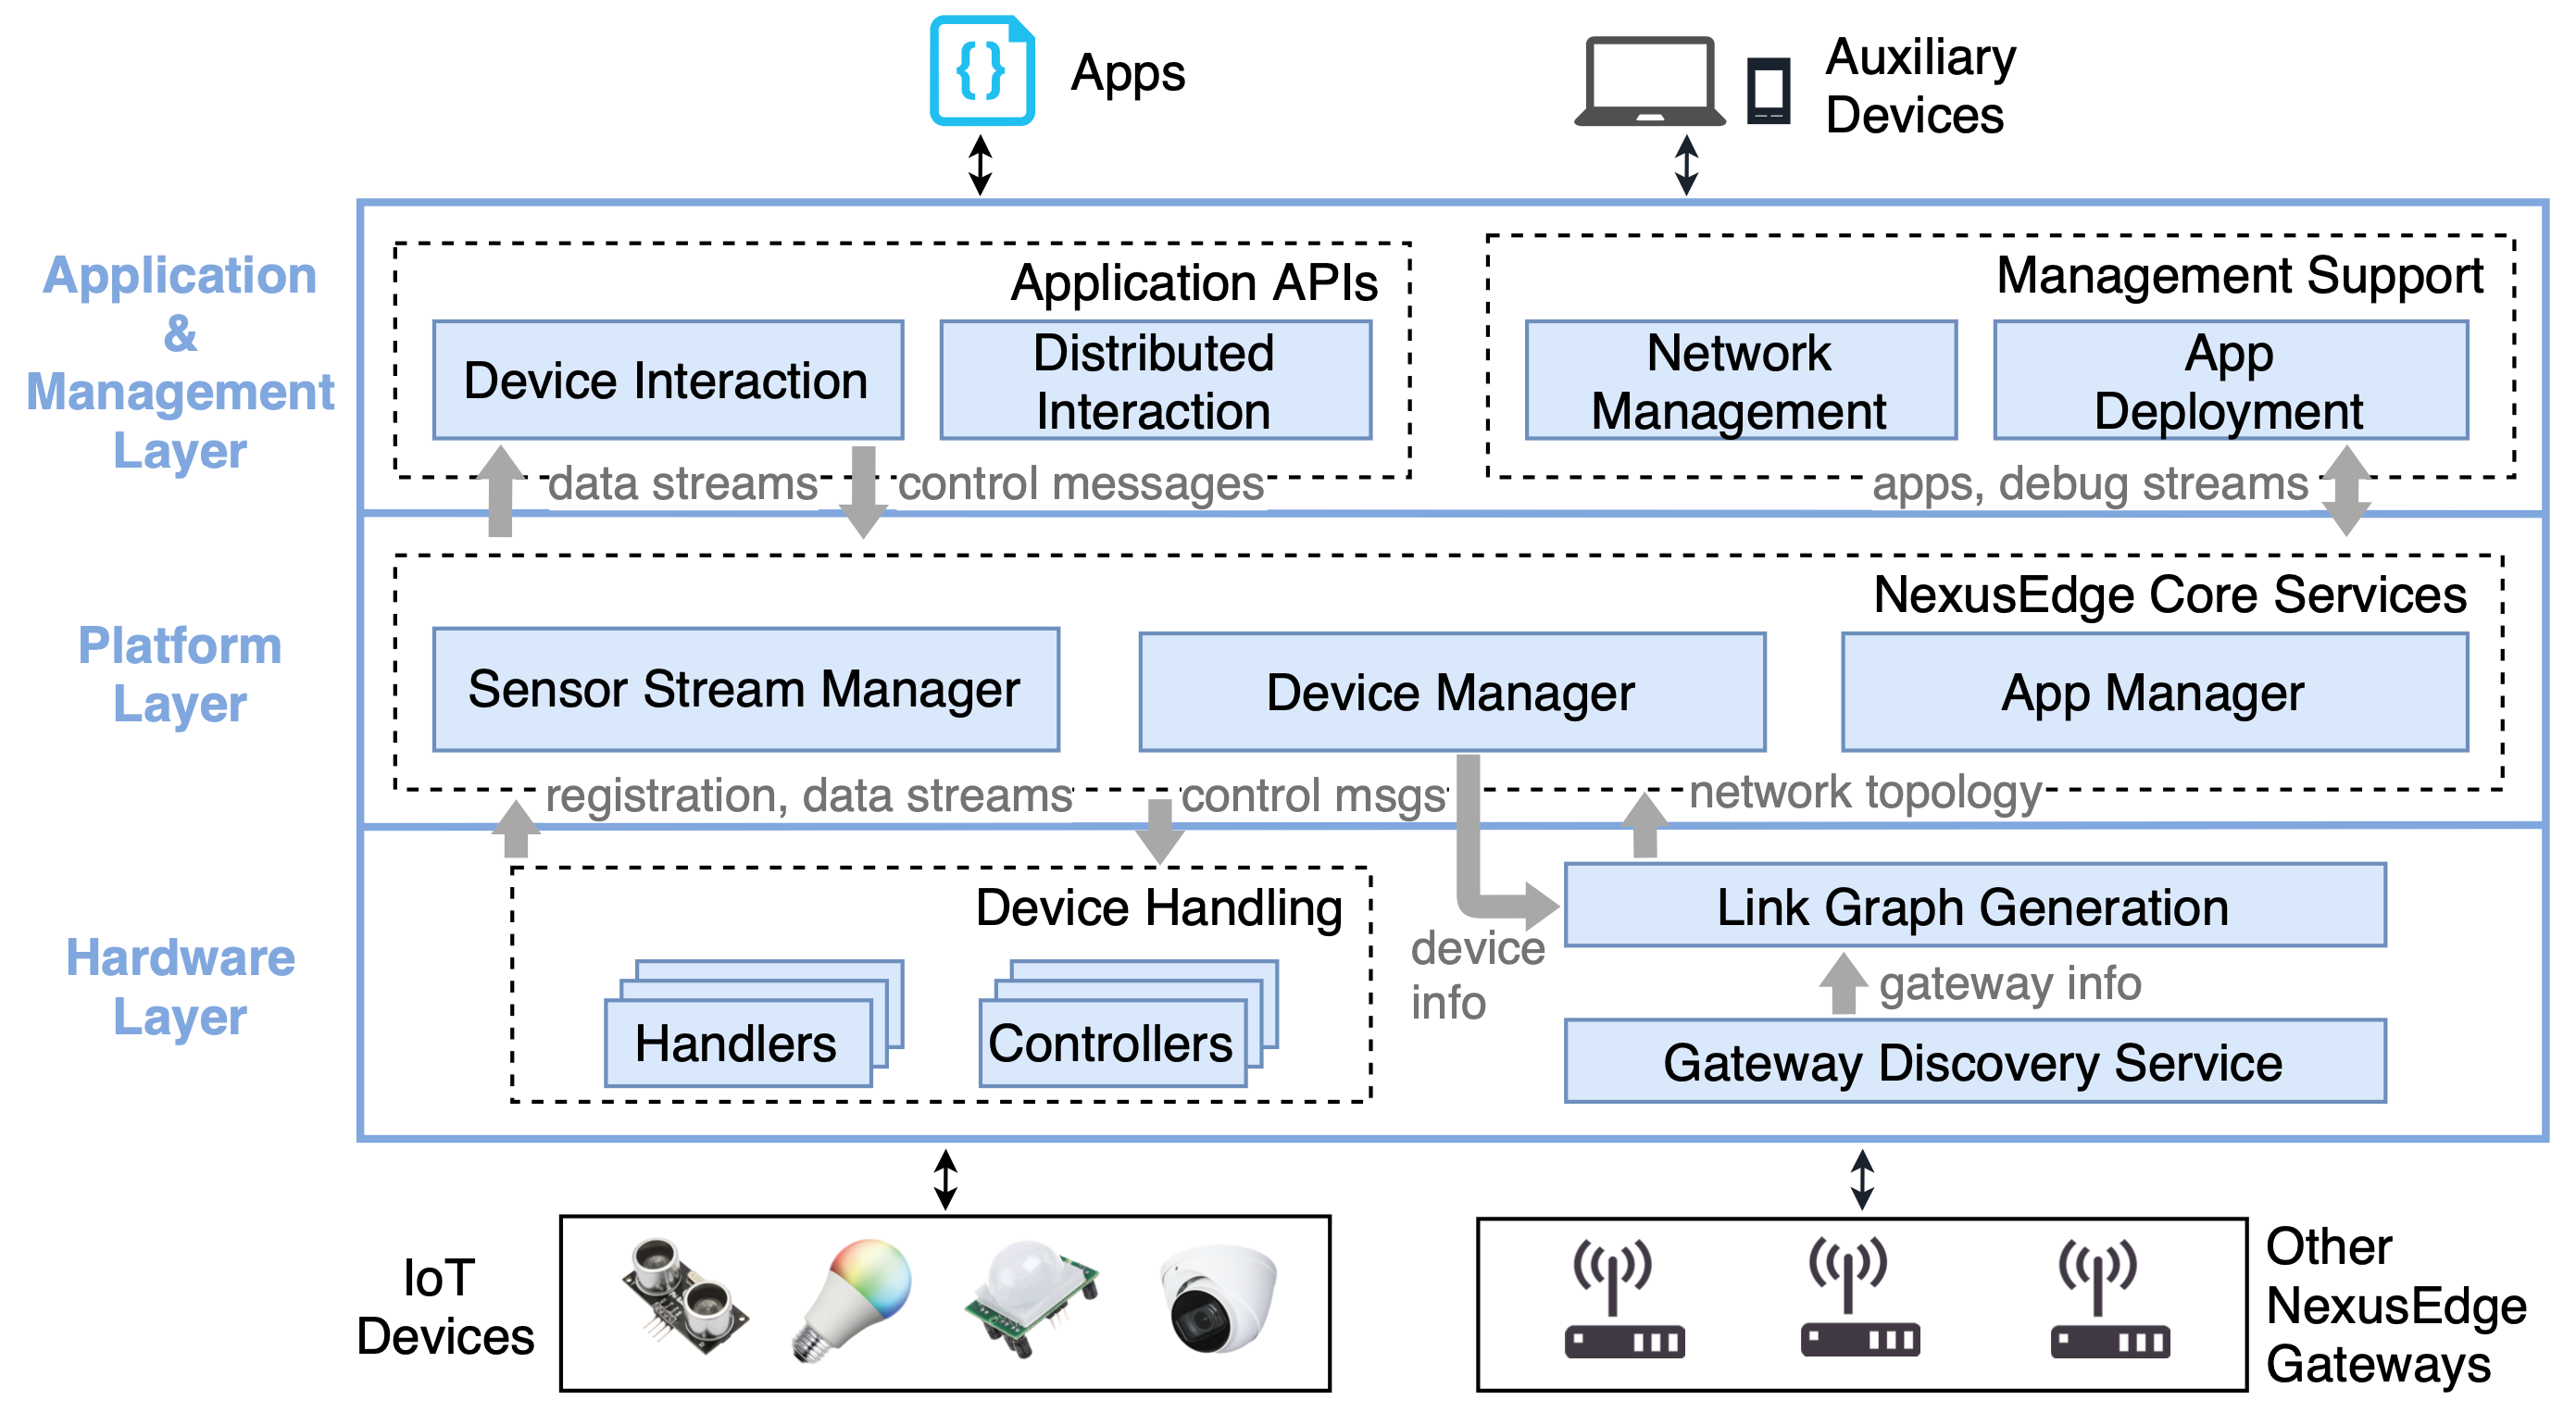 {}
Apps
Auxiliary
Devices
Application
&
Management
Layer
Application APIs
Device Interaction
Distributed
Interaction
Management Support
Network
Management
App
Deployment
data streams
control messages
apps, debug streams
Platform
Layer
NexusEdge Core Services
Sensor Stream Manager
Device Manager
App Manager
registration, data streams
control msgs
network topology
Hardware
Layer
Device Handling
Handlers
Controllers
device
info
Link Graph Generation
gateway info
Gateway Discovery Service
IoT
Devices
Other
NexusEdge
Gateways